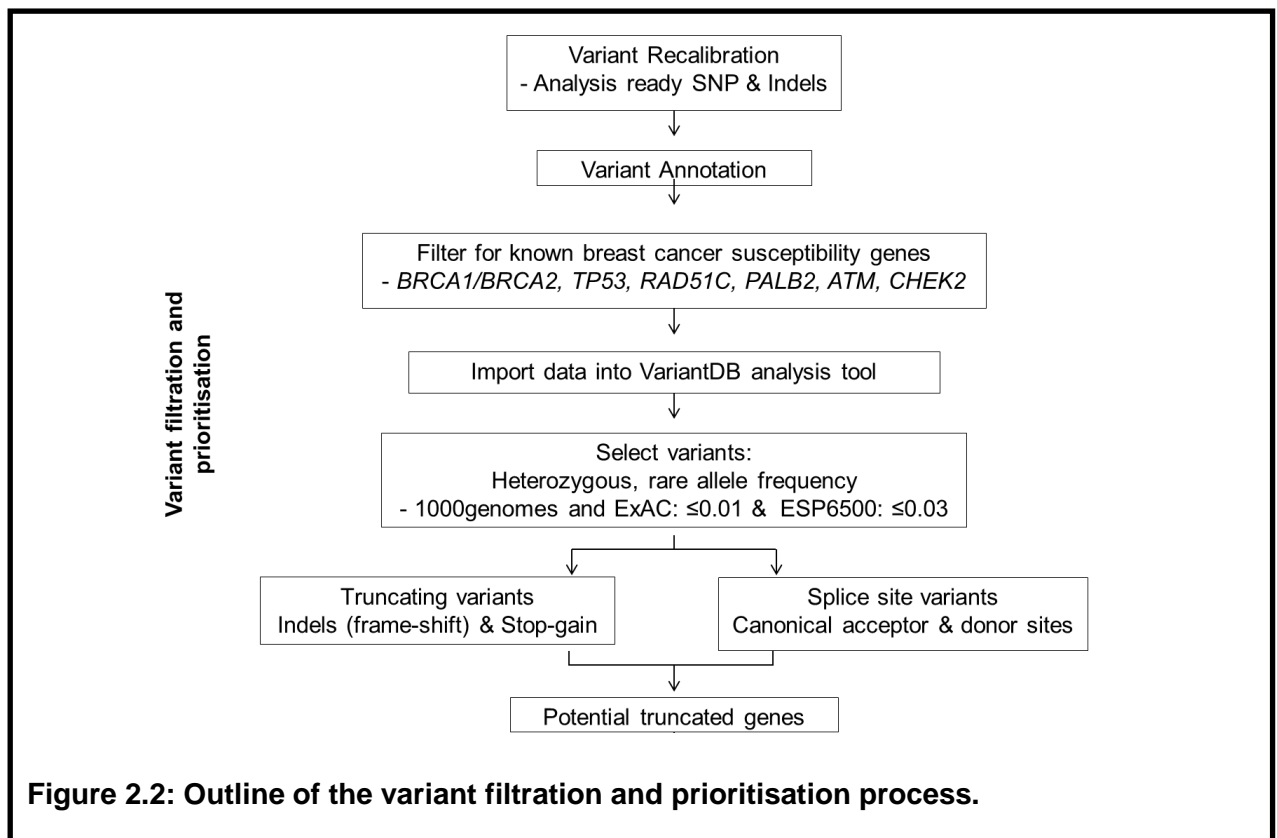 Variant Recalibration
- Analysis ready SNP & Indels
Variant Annotation
Filter for known breast cancer susceptibility genes
- BRCA1/BRCA2, TP53, RAD51C, PALB2, ATM, CHEK2
Variant filtration and
prioritisation
Import data into VariantDB analysis tool
Select variants:
Heterozygous, rare allele frequency
- 1000genomes and ExAC: ≤0.01 & ESP6500: ≤0.03
Truncating variants
Indels (frame-shift) & Stop-gain
Splice site variants
Canonical acceptor & donor sites
Potential truncated genes
Figure 2.2: Outline of the variant filtration and prioritisation process.